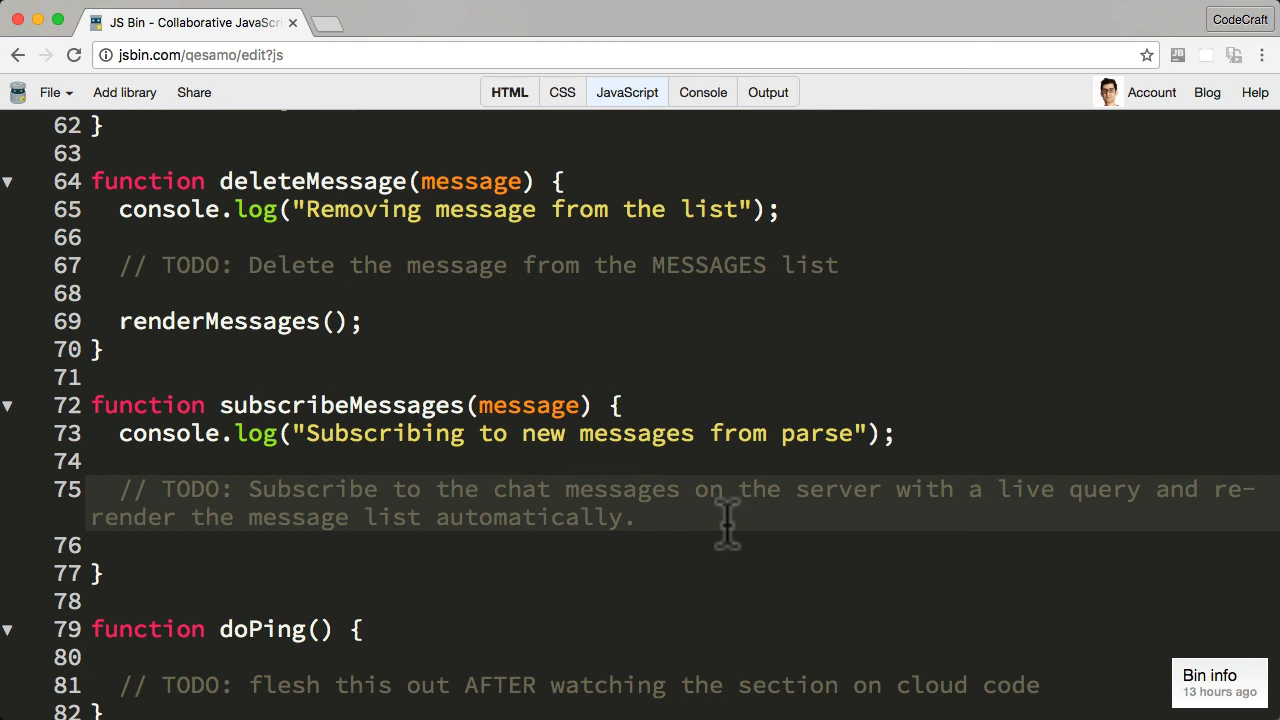 JS Bin - Collaborative JavaScri
CodeCraft
jsbin.com/qesamo/edit?js
JB
File Add library Share HTML CSS JavaScript Console Output Account Blog Help
62 }
63
64 function deleteMessage(message) {
65 console.log("Removing message from the list");
66
67 // TODO: Delete the message from the MESSAGES list
68
69 renderMessages();
70 }
71
72 function subscribeMessages(message) {
73 console.log("Subscribing to new messages from parse");
74
75 // TODO: Subscribe to the chat messages on the server with a live query and re-
render the message list automatically.
76
77 }
78
79 function doPing() {
80
81 // TODO: flesh this out AFTER watching the section on cloud code
82 }
Bin info
13 hours ago